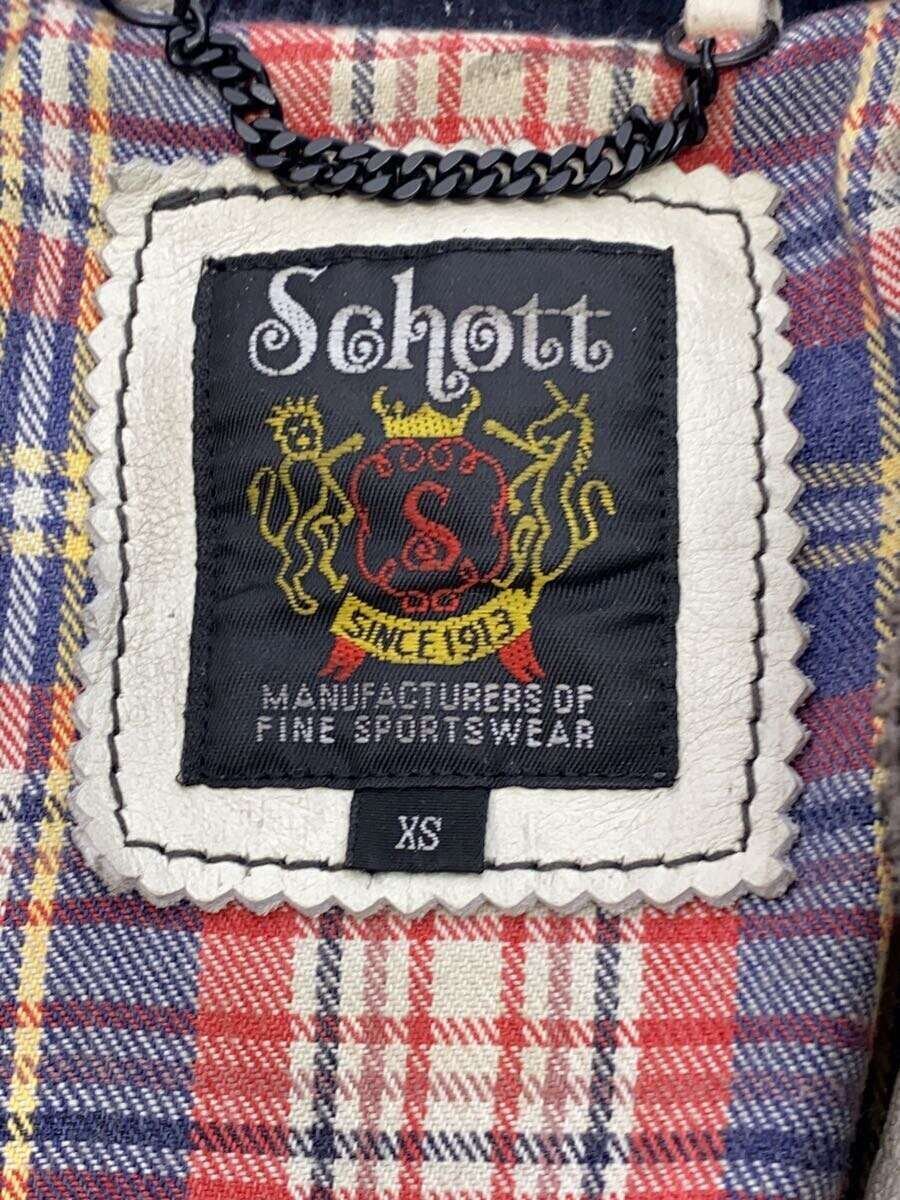 Schott
S
SINCE 1913
MANUFACTURERS OF
FINE SPORTSWEAR
XS